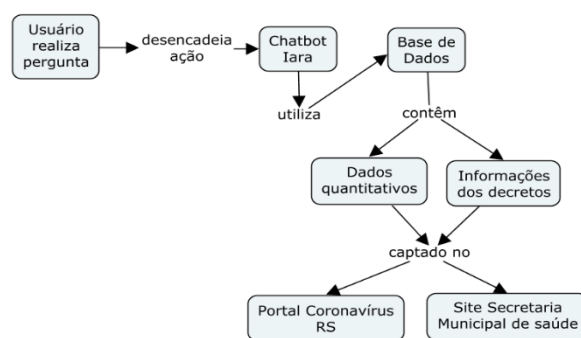 Usuário
realiza
pergunta
desencadeia
ação
Chatbot
Iara
utiliza
Base de
Dados
contêm
Dados
quantitativos
Informações
dos decretos
captado no
Portal Coronavírus
RS
Site Secretaria
Municipal de saúde